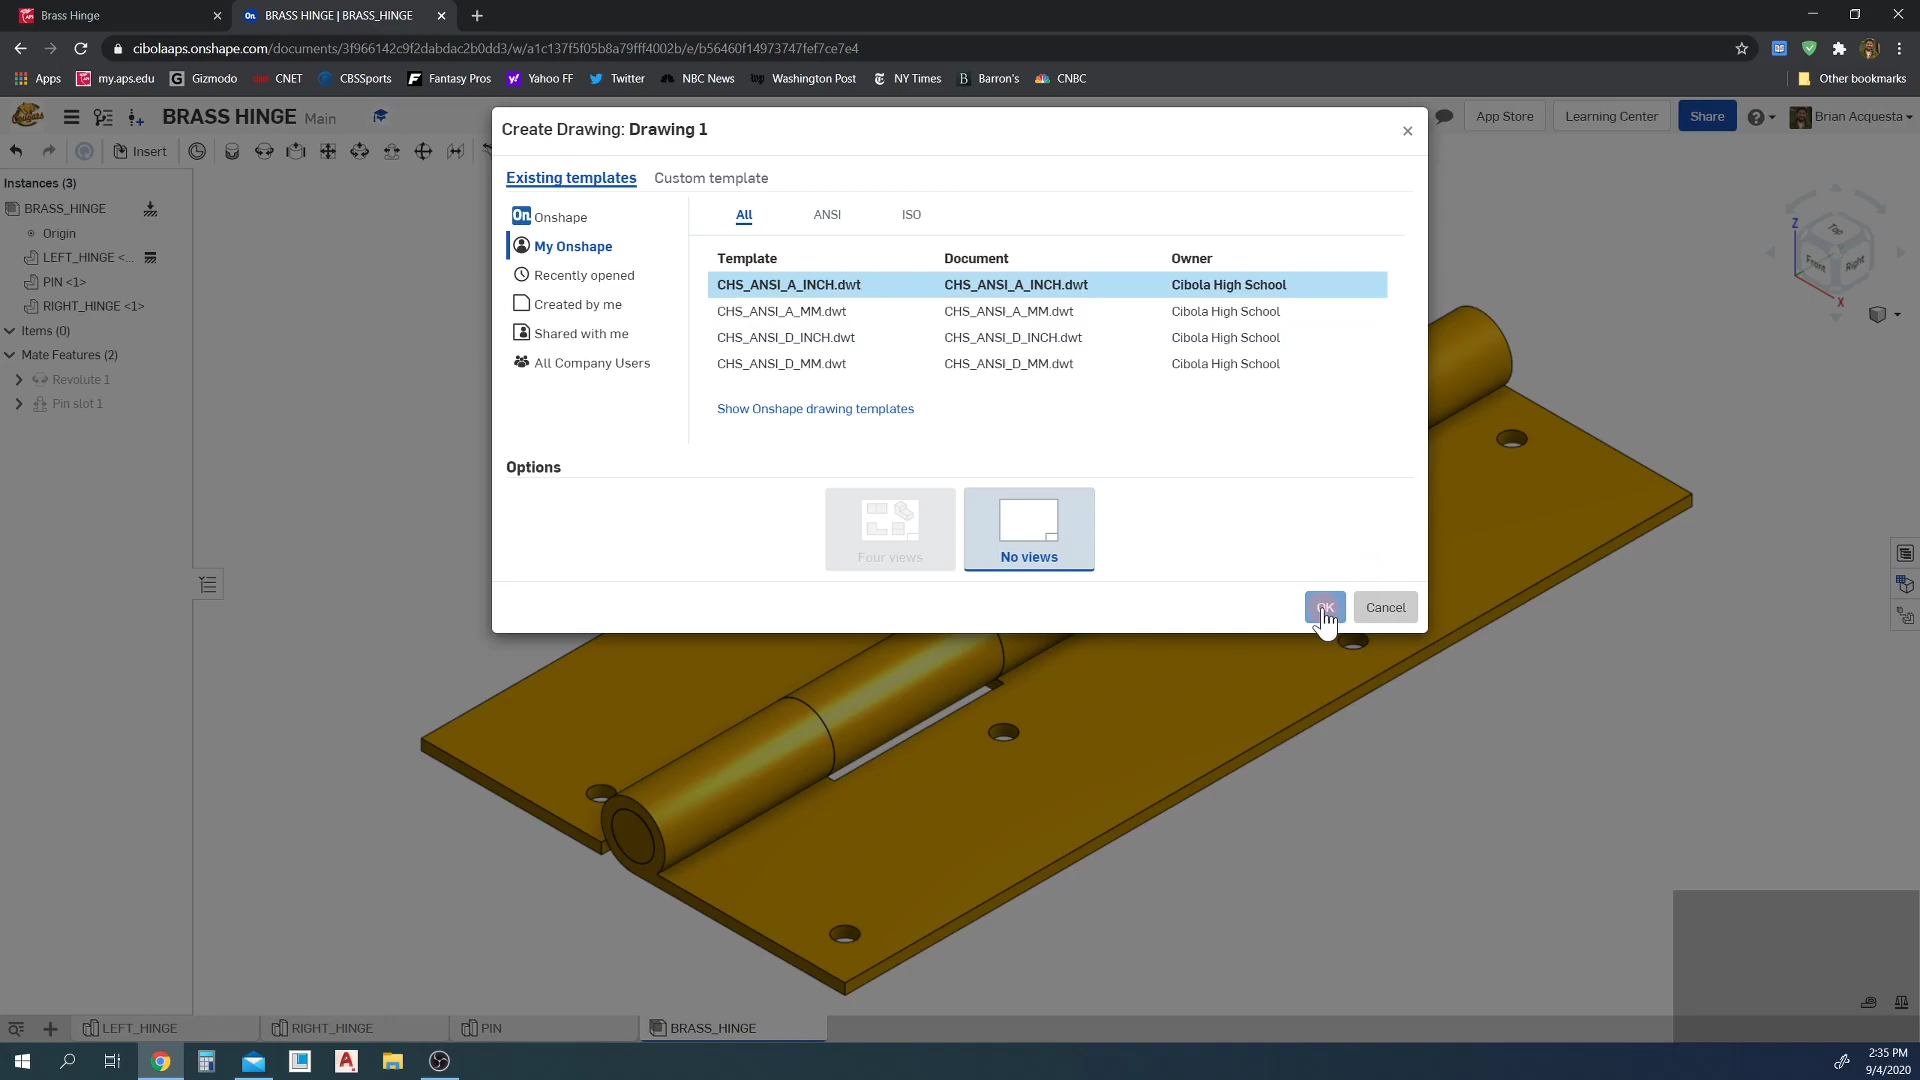 Brass Hinge
On BRASS HINGE | BRASS_HINGE
cibolaaps.onshape.com/documents/3f966142c9f2dabdac2b0dd3/w/a1c137f5f05b8a79fff4002b/e/b56460f14973747fef7ce7e4
Apps my.aps.edu Gizmodo CNET CBSSports Fantasy Pros Yahoo FF Twitter NBC News Washington Post NY Times Barron's CNBC Other bookmarks
BRASS HINGE Main
App Store Learning Center Share Brian Acquesta
Insert
Instances (3)
BRASS_HINGE
Origin
LEFT_HINGE <...
PIN <1>
RIGHT_HINGE <1>
Items (0)
Mate Features (2)
Revolute 1
Pin slot 1
Create Drawing: Drawing 1
Existing templates Custom template
On Onshape
My Onshape
Recently opened
Created by me
Shared with me
All Company Users
All ANSI ISO
Template Document Owner
CHS_ANSI_A_INCH.dwt CHS_ANSI_A_INCH.dwt Cibola High School
CHS_ANSI_A_MM.dwt CHS_ANSI_A_MM.dwt Cibola High School
CHS_ANSI_D_INCH.dwt CHS_ANSI_D_INCH.dwt Cibola High School
CHS_ANSI_D_MM.dwt CHS_ANSI_D_MM.dwt Cibola High School
Show Onshape drawing templates
Options
Four views No views
OK Cancel
Z
X
Top
Front
Right
LEFT_HINGE RIGHT_HINGE PIN BRASS_HINGE
2:35 PM
9/4/2020